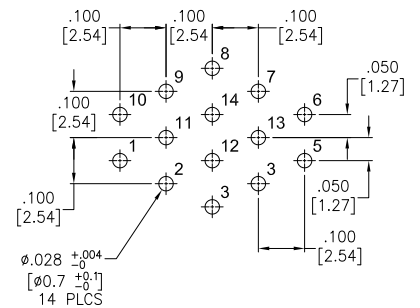 .100 .100 .100
[2.54] [2.54 [2.54]
8
9 7
.100
[2.54]
10 14 6
.050
[1.27]
11 13
1 12 5
2 3
.050
[1.27]
.100
[2.54]
3
.100
[2.54]
ø.028 +.004 -0
[ø0.7 +0.1 -0]
14 PLCS